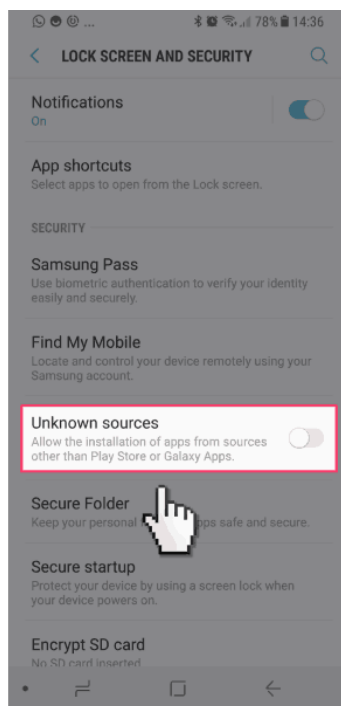 ... 78% 14:36
LOCK SCREEN AND SECURITY
Notifications
On
App shortcuts
Select apps to open from the Lock screen.
SECURITY
Samsung Pass
Use biometric authentication to verify your identity
easily and securely.
Find My Mobile
Locate and control your device remotely using your
Samsung account.
Unknown sources
Allow the installation of apps from sources
other than Play Store or Galaxy Apps.
Secure Folder
Keep your personal ps safe and secure.
Secure startup
Protect your device by using a screen lock when
your device powers on.
Encrypt SD card
No SD card inserted